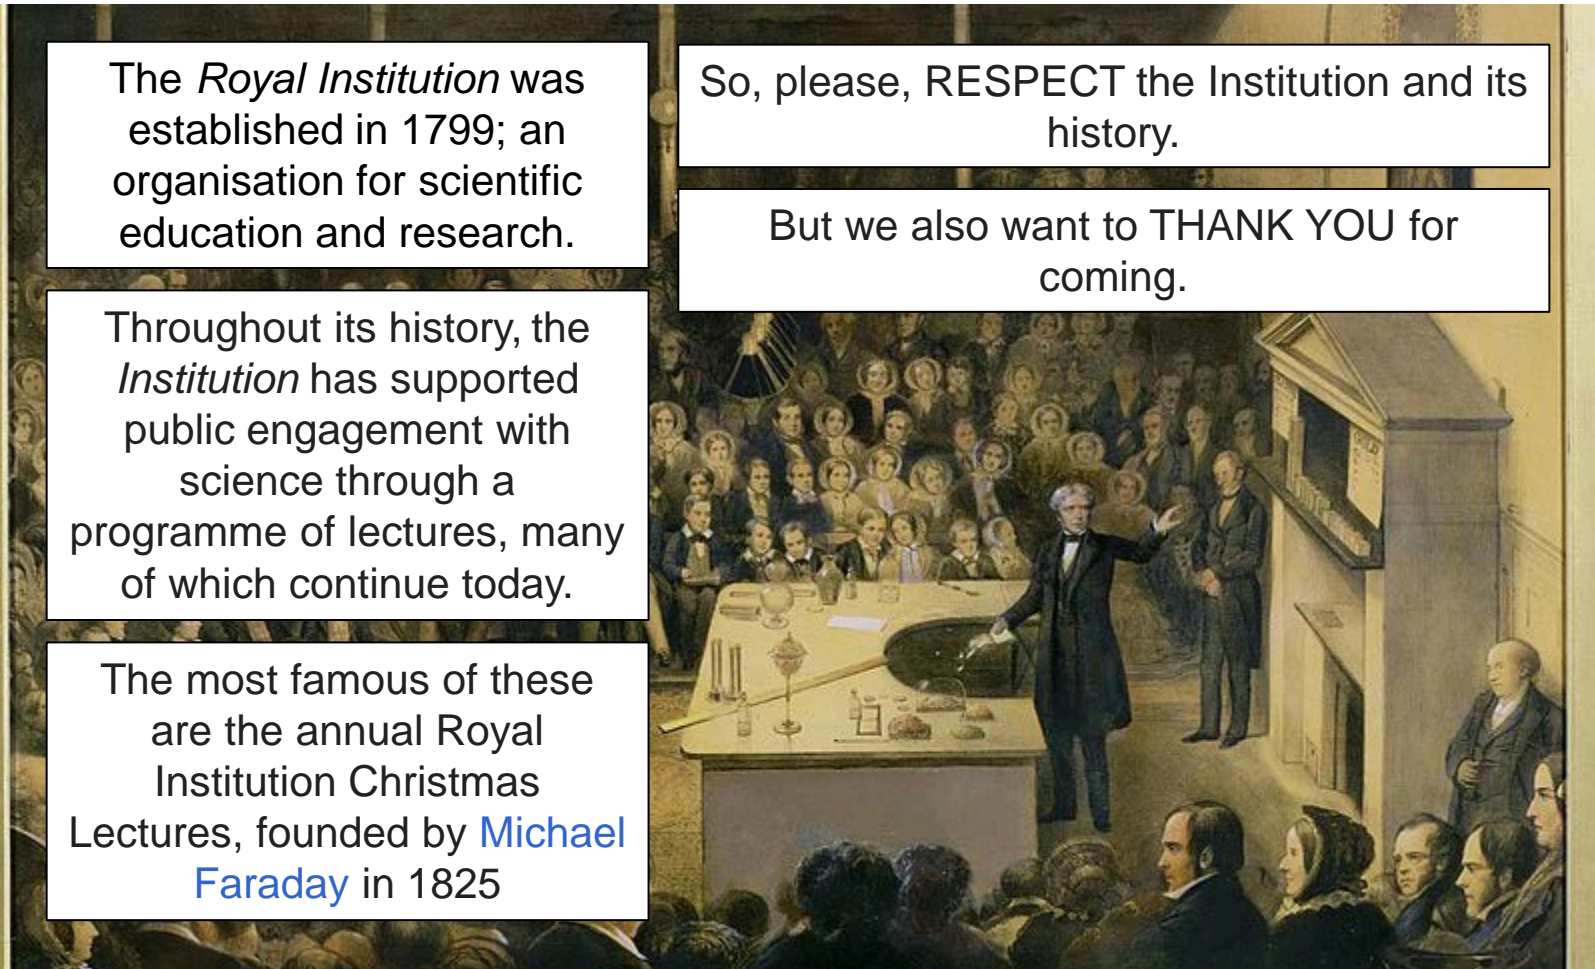 The Royal Institution was
established in 1799; an
organisation for scientific
education and research.
Throughout its history, the
Institution has supported
public engagement with
science through a
programme of lectures, many
of which continue today.
The most famous of these
are the annual Royal
Institution Christmas
Lectures, founded by Michael
Faraday in 1825
So, please, RESPECT the Institution and its
history.
But we also want to THANK YOU for
coming.